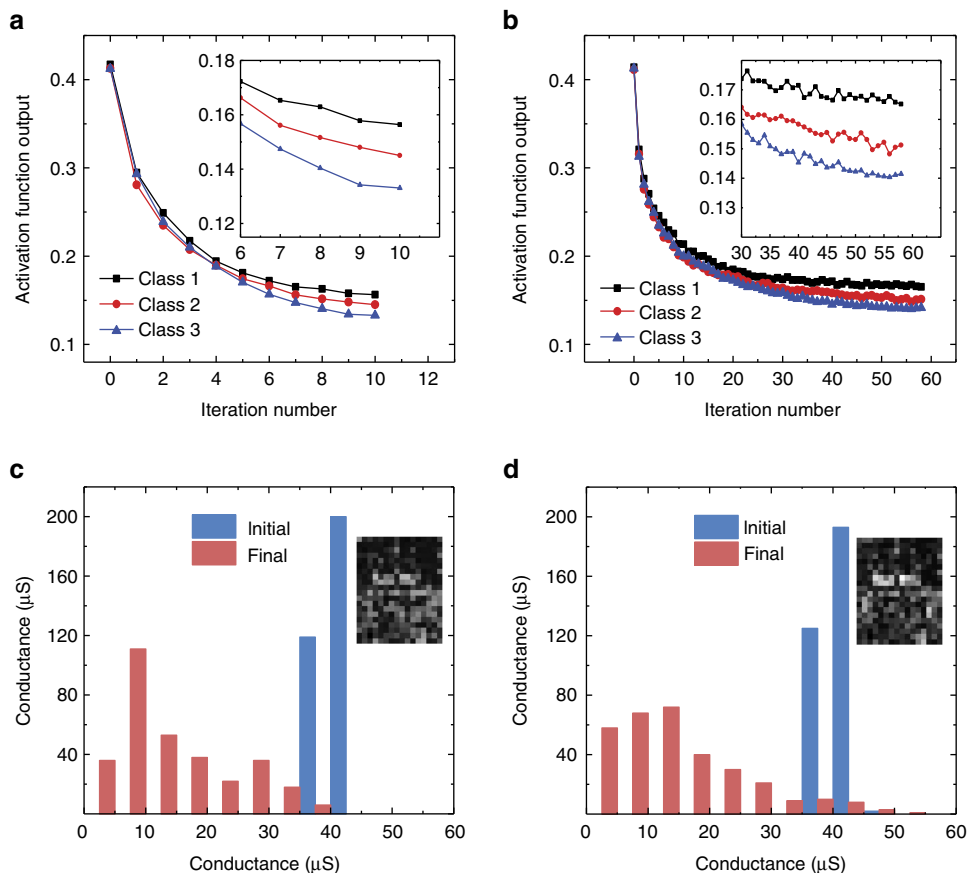 a
b
0.4
0.3
0.2
0.1
Activation function output
0 2 4 6 8 10 12
Iteration number
0.18
0.16
0.14
0.12
6 7 8 9 10
Class 1
Class 2
Class 3
0.4
0.3
0.2
0.1
Activation function output
0 10 20 30 40 50 60
Iteration number
0.17
0.16
0.15
0.14
0.13
30 35 40 45 50 55 60
Class 1
Class 2
Class 3
c
d
200
160
120
80
40
Conductance (μS)
0 10 20 30 40 50 60
Conductance (μS)
Initial
Final
200
160
120
80
40
Conductance (μS)
0 10 20 30 40 50 60
Conductance (μS)
Initial
Final